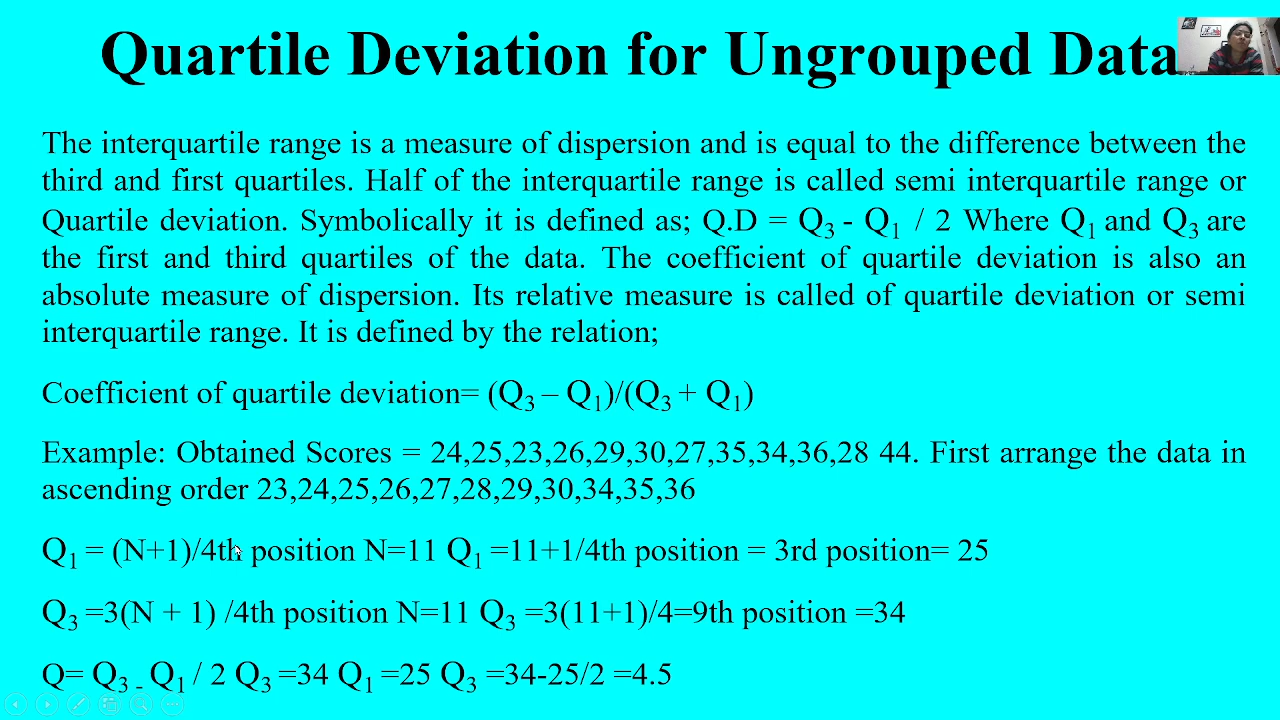 Quartile Deviation for Ungrouped Data
The interquartile range is a measure of dispersion and is equal to the difference between the
third and first quartiles. Half of the interquartile range is called semi interquartile range or
Quartile deviation. Symbolically it is defined as; Q.D = Q₃ - Q₁ / 2 Where Q₁ and Q₃ are
the first and third quartiles of the data. The coefficient of quartile deviation is also an
absolute measure of dispersion. Its relative measure is called of quartile deviation or semi
interquartile range. It is defined by the relation;
Coefficient of quartile deviation= (Q₃ – Q₁)/(Q₃ + Q₁)
Example: Obtained Scores = 24,25,23,26,29,30,27,35,34,36,28 44. First arrange the data in
ascending order 23,24,25,26,27,28,29,30,34,35,36
Q₁ = (N+1)/4th position N=11 Q₁ =11+1/4th position = 3rd position= 25
Q₃ =3(N + 1) /4th position N=11 Q₃ =3(11+1)/4=9th position =34
Q= Q₃ - Q₁ / 2 Q₃ =34 Q₁ =25 Q₃ =34-25/2 =4.5